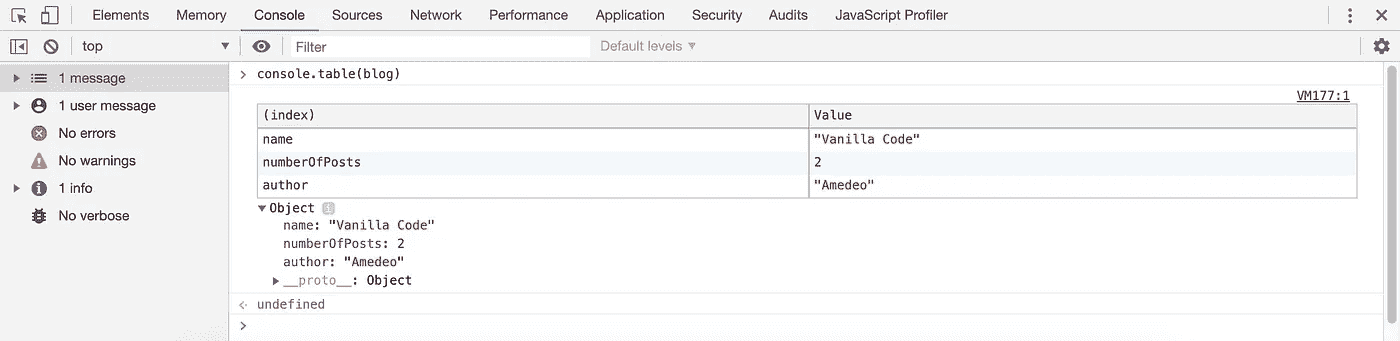 Elements Memory Console Sources Network Performance Application Security Audits JavaScript Profiler
top Filter Default levels
1 message
1 user message
No errors
No warnings
1 info
No verbose
console.table(blog)
VM177:1
(index) Value
name "Vanilla Code"
numberOfPosts 2
author "Amedeo"
Object
name: "Vanilla Code"
numberOfPosts: 2
author: "Amedeo"
__proto__: Object
undefined